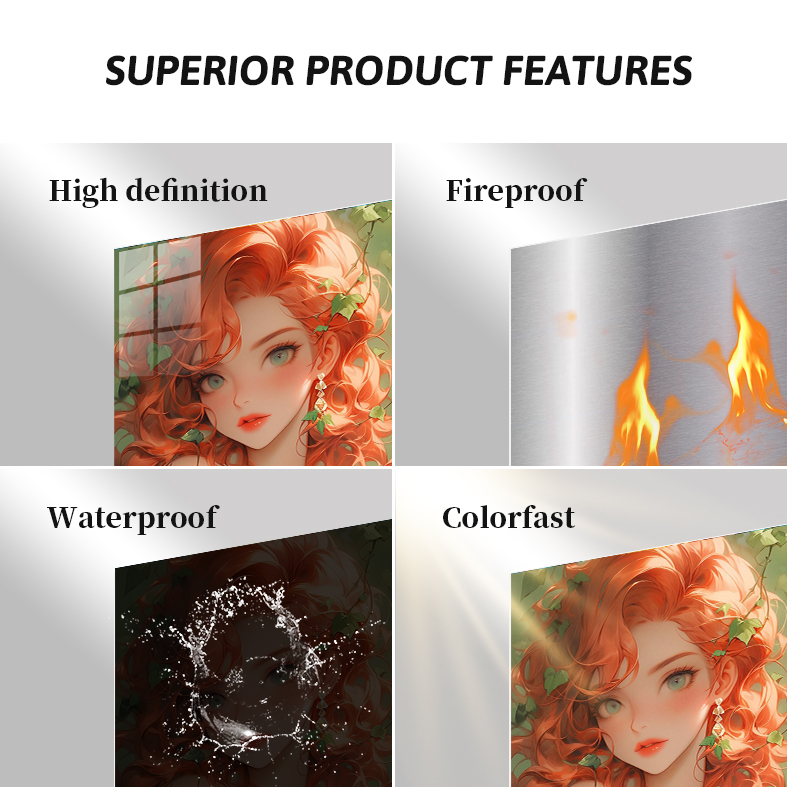 SUPERIOR PRODUCT FEATURES
High definition
Fireproof
Waterproof
Colorfast